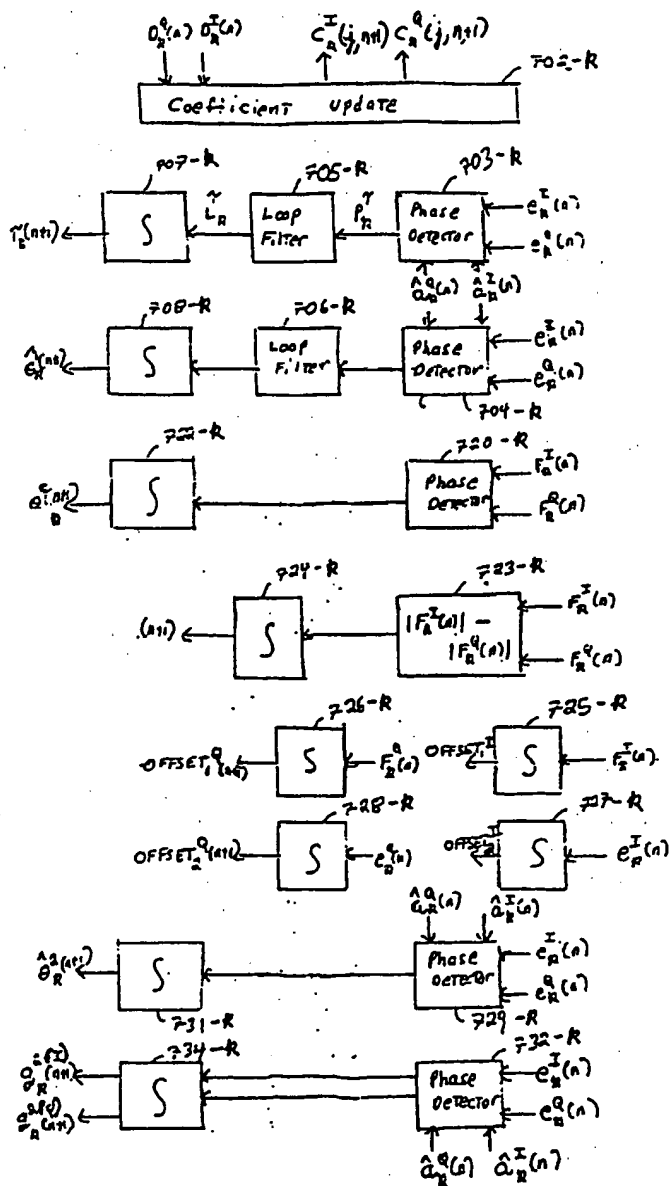 D_R^Q(n) D_R^I(n) C_R^I(j,n+1) C_R^Q(j,n+1)
702-R
Coefficient update
707-R 705-R 703-R
∫ Loop Filter Phase Detector
e_R^I(n)
e_R^Q(n)
â_R^Q(n) â_R^I(n)
708-R 706-R
∫ Loop Filter Phase Detector
e_R^I(n)
e_R^Q(n)
704-R
722-R 720-R
∫ Phase Detector
F_R^I(n)
F_R^Q(n)
724-R 723-R
(n+1) ∫ |F_R^I(n)| - |F_R^Q(n)|
F_R^I(n)
F_R^Q(n)
726-R 725-R
OFFSET_1^Q ∫ F_R^Q(n) OFFSET_1^I ∫
728-R
OFFSET_2^Q(n+1) ∫ e_R^Q(n) ∫ e_R^I(n)
â_R^Q(n) â_R^I(n)
θ̂_R^2(n+1) ∫ Phase Detector
e_R^I(n)
e_R^Q(n)
731-R 729-R
734-R 732-R
∫ Phase Detector
e_R^I(n)
e_R^Q(n)
â_R^Q(n) â_R^I(n)